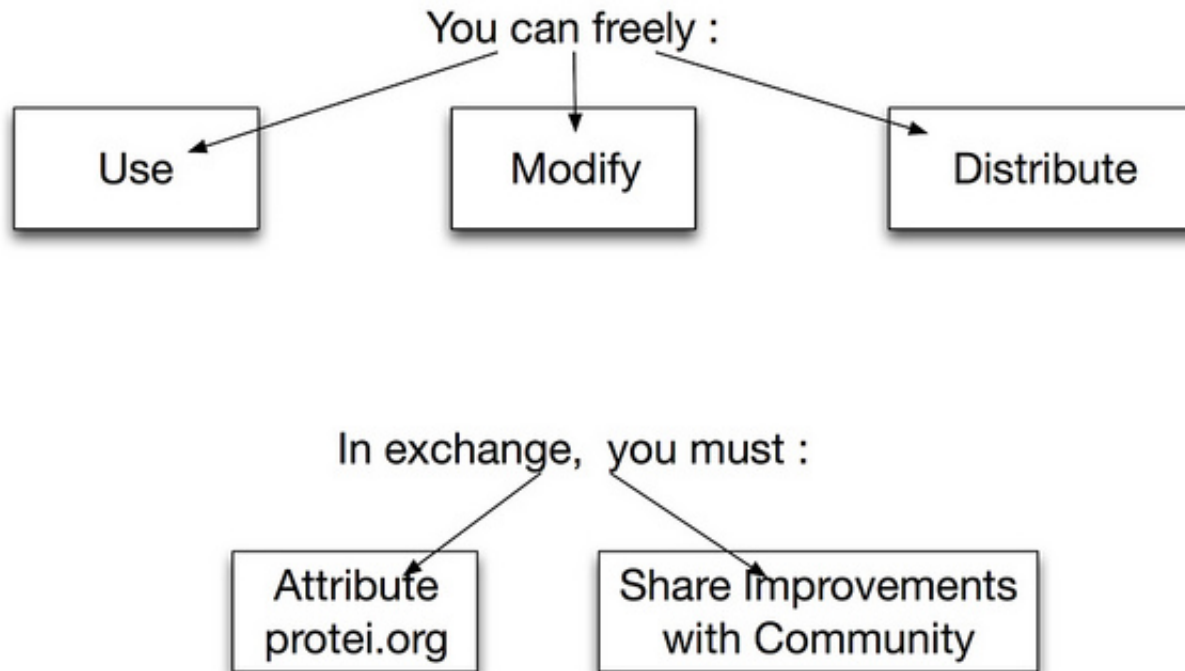 You can freely :
Use
Modify
Distribute
In exchange, you must :
Attribute
protei.org
Share Improvements
with Community